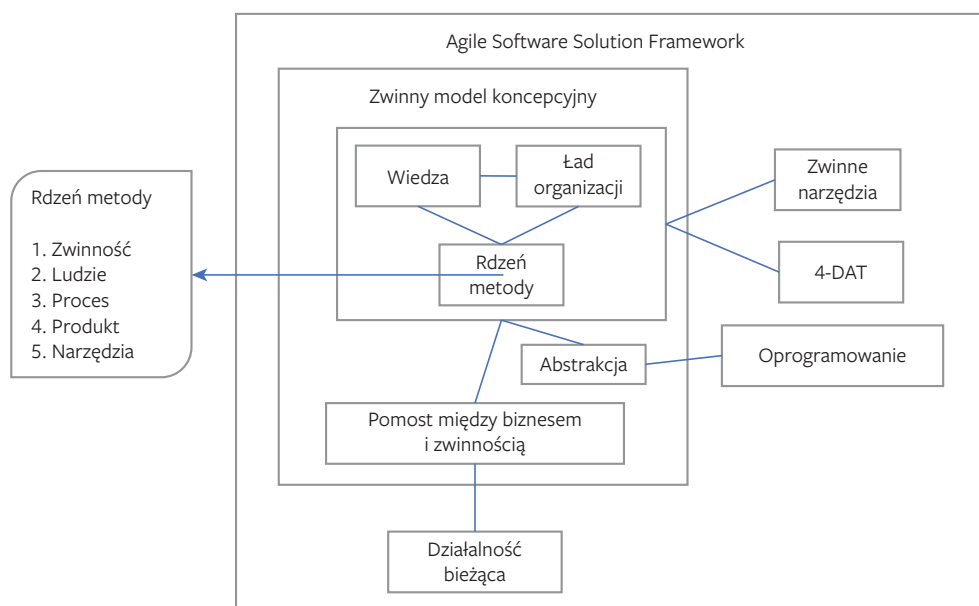 Agile Software Solution Framework
Zwinny model koncepcyjny
Wiedza
Ład
organizacji
Rdzeń
metody
Zwinne
narzędzia
4-DAT
Rdzeń metody
1. Zwinność
2. Ludzie
3. Proces
4. Produkt
5. Narzędzia
Abstrakcja
Oprogramowanie
Pomost między biznesem
i zwinnością
Działalność
bieżąca